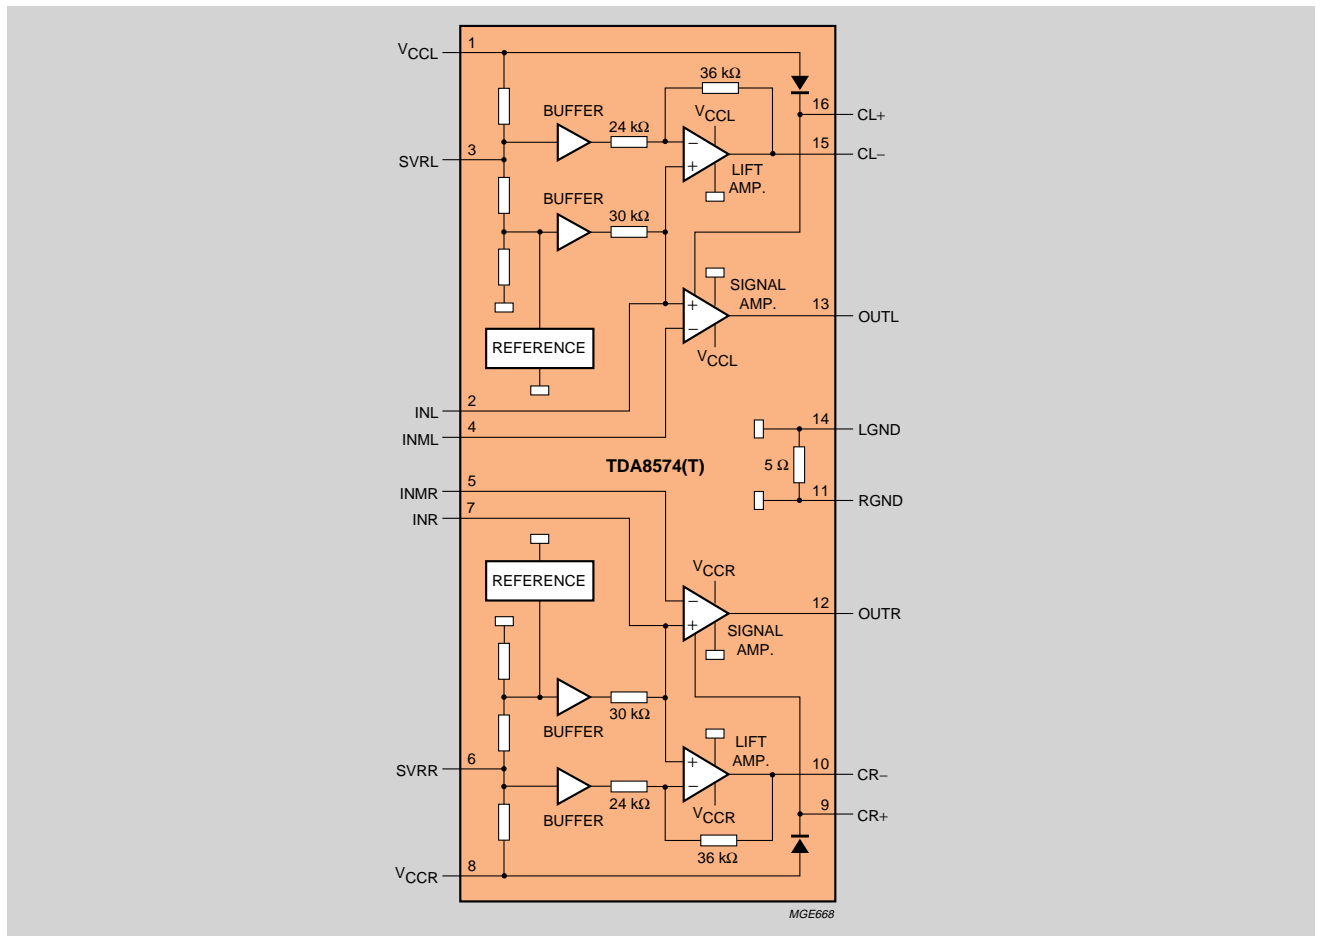 VCCL
1
36 kΩ
VCCL
BUFFER
24 kΩ
16
CL+
−
SVRL
3
+
15
CL−
LIFT
AMP.
BUFFER
30 kΩ
SIGNAL
AMP.
+
−
13
OUTL
VCCL
REFERENCE
INL
2
INML
4
14
LGND
TDA8574(T)
5 Ω
11
RGND
INMR
5
INR
7
REFERENCE
VCCR
−
+
12
OUTR
SIGNAL
AMP.
30 kΩ
BUFFER
LIFT
AMP.
SVRR
6
+
−
10
CR−
24 kΩ
BUFFER
VCCR
9
CR+
36 kΩ
VCCR
8
MGE668